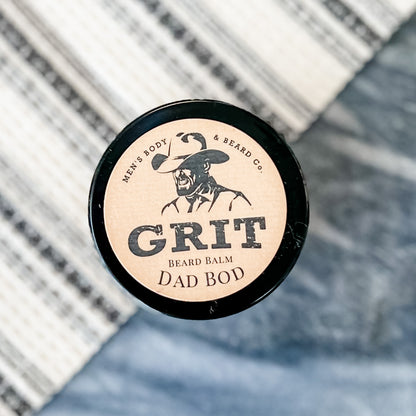 MEN'S BODY & BEARD CO.
GRIT
BEARD BALM
DAD BOD